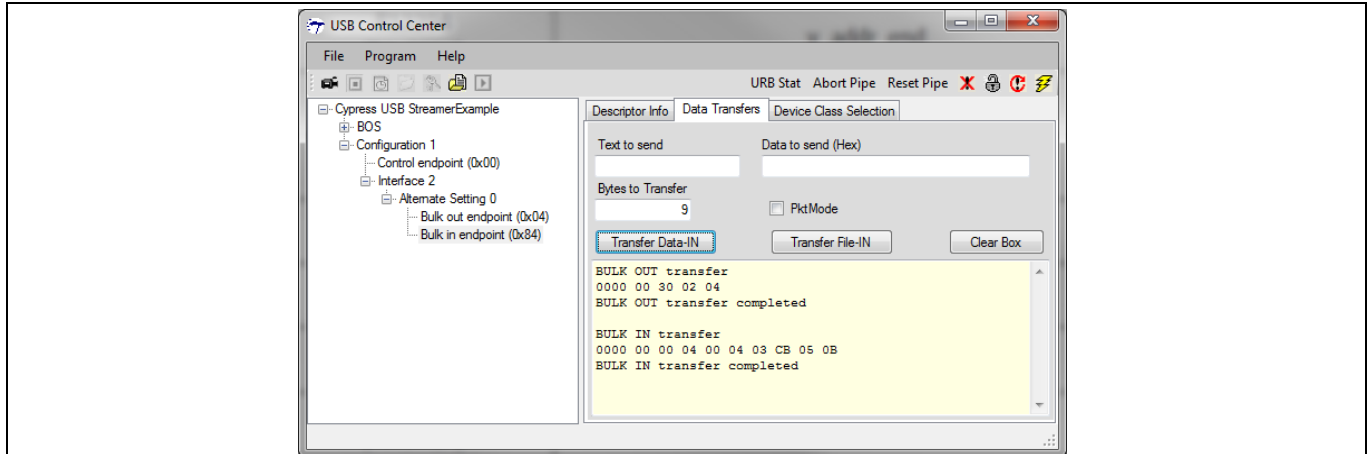 USB Control Center
File Program Help
URB Stat Abort Pipe Reset Pipe
Cypress USB StreamerExample
BOS
Configuration 1
Control endpoint (0x00)
Interface 2
Alternate Setting 0
Bulk out endpoint (0x04)
Bulk in endpoint (0x84)
Descriptor Info Data Transfers Device Class Selection
Text to send Data to send (Hex)
Bytes to Transfer
9 PktMode
Transfer Data-IN Transfer File-IN Clear Box
BULK OUT transfer
0000 00 30 02 04
BULK OUT transfer completed
BULK IN transfer
0000 00 00 04 00 04 03 CB 05 0B
BULK IN transfer completed